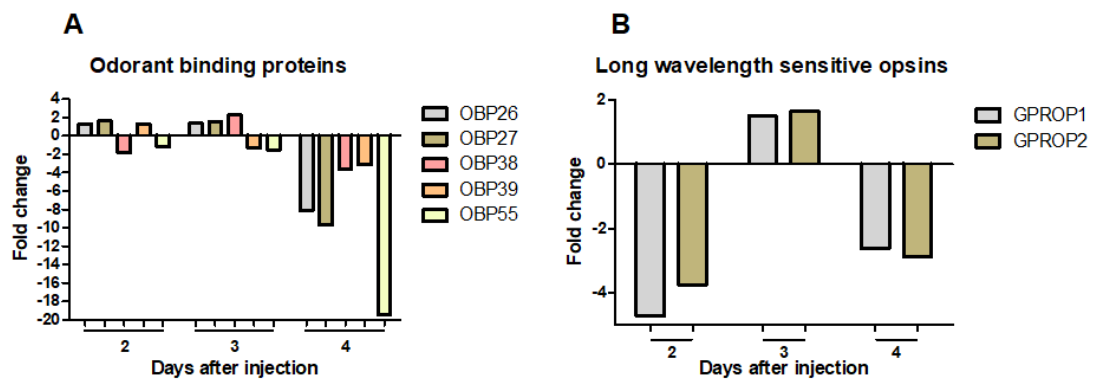 A
Odorant binding proteins
Fold change
4
2
0
-2
-4
-6
-8
-10
-12
-14
-16
-18
-20
2
3
4
Days after injection
OBP26
OBP27
OBP38
OBP39
OBP55
B
Long wavelength sensitive opsins
Fold change
2
0
-2
-4
2
3
4
Days after injection
GPROP1
GPROP2